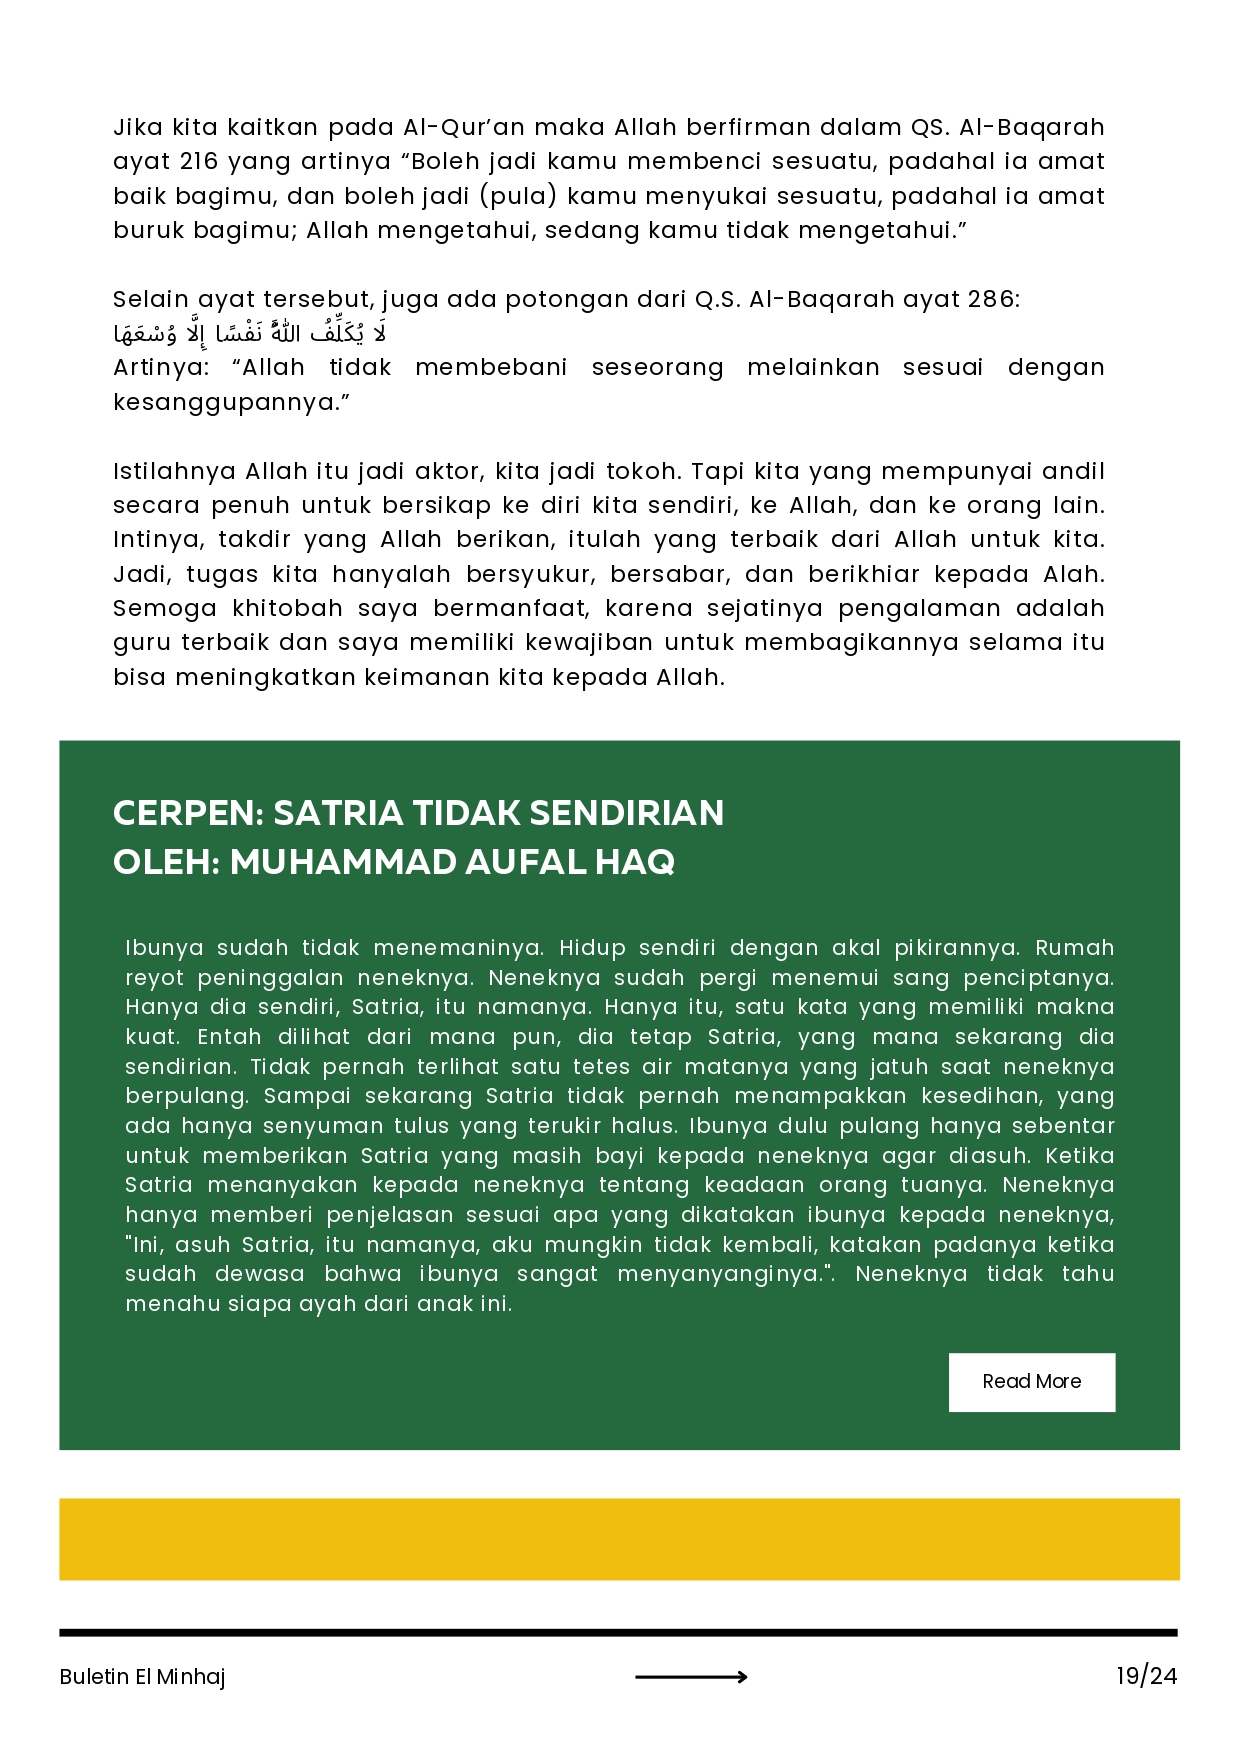 Jika kita kaitkan pada Al-Qur’an maka Allah berfirman dalam QS. Al-Baqarah
ayat 216 yang artinya “Boleh jadi kamu membenci sesuatu, padahal ia amat
baik bagimu, dan boleh jadi (pula) kamu menyukai sesuatu, padahal ia amat
buruk bagimu; Allah mengetahui, sedang kamu tidak mengetahui.”
Selain ayat tersebut, juga ada potongan dari Q.S. Al-Baqarah ayat 286:
لَا يُكَلِّفُ اللّٰهُ نَفْسًا إِلَّا وُسْعَهَا
Artinya: “Allah tidak membebani seseorang melainkan sesuai dengan
kesanggupannya.”
Istilahnya Allah itu jadi aktor, kita jadi tokoh. Tapi kita yang mempunyai andil
secara penuh untuk bersikap ke diri kita sendiri, ke Allah, dan ke orang lain.
Intinya, takdir yang Allah berikan, itulah yang terbaik dari Allah untuk kita.
Jadi, tugas kita hanyalah bersyukur, bersabar, dan berikhiar kepada Alah.
Semoga khitobah saya bermanfaat, karena sejatinya pengalaman adalah
guru terbaik dan saya memiliki kewajiban untuk membagikannya selama itu
bisa meningkatkan keimanan kita kepada Allah.
CERPEN: SATRIA TIDAK SENDIRIAN
OLEH: MUHAMMAD AUFAL HAQ
Ibunya sudah tidak menemaninya. Hidup sendiri dengan akal pikirannya. Rumah
reyot peninggalan neneknya. Neneknya sudah pergi menemui sang penciptanya.
Hanya dia sendiri, Satria, itu namanya. Hanya itu, satu kata yang memiliki makna
kuat. Entah dilihat dari mana pun, dia tetap Satria, yang mana sekarang dia
sendirian. Tidak pernah terlihat satu tetes air matanya yang jatuh saat neneknya
berpulang. Sampai sekarang Satria tidak pernah menampakkan kesedihan, yang
ada hanya senyuman tulus yang terukir halus. Ibunya dulu pulang hanya sebentar
untuk memberikan Satria yang masih bayi kepada neneknya agar diasuh. Ketika
Satria menanyakan kepada neneknya tentang keadaan orang tuanya. Neneknya
hanya memberi penjelasan sesuai apa yang dikatakan ibunya kepada neneknya,
"Ini, asuh Satria, itu namanya, aku mungkin tidak kembali, katakan padanya ketika
sudah dewasa bahwa ibunya sangat menyanyanginya.". Neneknya tidak tahu
menahu siapa ayah dari anak ini.
Read More
Buletin El Minhaj
19/24